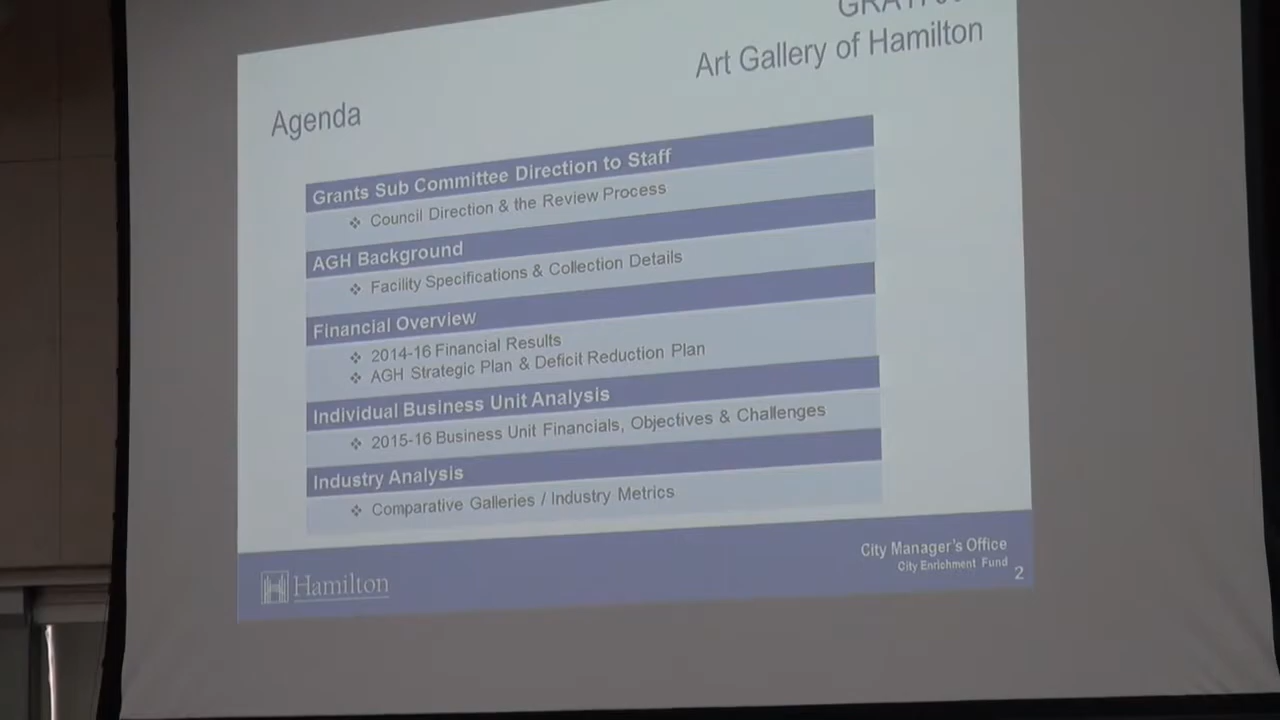 Art Gallery of Hamilton
Agenda
Grants Sub Committee Direction to Staff
❖ Council Direction & the Review Process
AGH Background
❖ Facility Specifications & Collection Details
Financial Overview
❖ 2014-16 Financial Results
❖ AGH Strategic Plan & Deficit Reduction Plan
Individual Business Unit Analysis
❖ 2015-16 Business Unit Financials, Objectives & Challenges
Industry Analysis
❖ Comparative Galleries / Industry Metrics
Hamilton
City Manager's Office
City Enrichment Fund
2